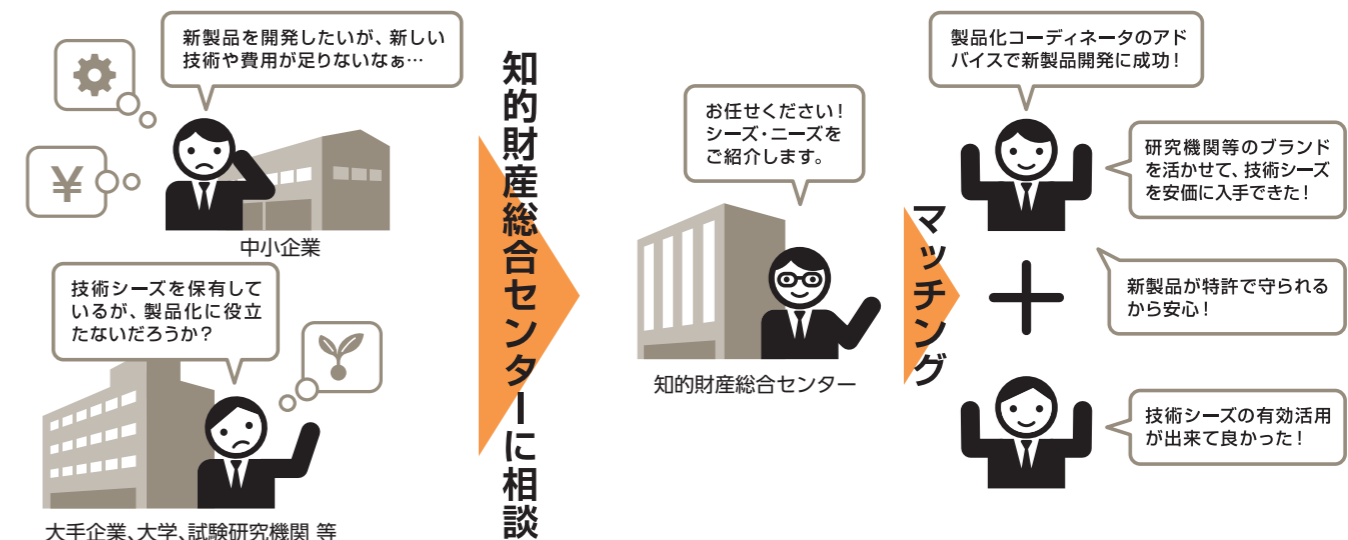 新製品を開発したいが、新しい
技術や費用が足りないなぁ…
¥
中小企業
技術シーズを保有して
いるが、製品化に役立
たないだろうか？
大手企業、大学、試験研究機関 等
知的財産総合センターに相談
お任せください！
シーズ・ニーズを
ご紹介します。
知的財産総合センター
マッチング
製品化コーディネータのアド
バイスで新製品開発に成功！
研究機関等のブランド
を活かせて、技術シーズ
を安価に入手できた！
＋
新製品が特許で守られる
から安心！
技術シーズの有効活用
が出来て良かった！